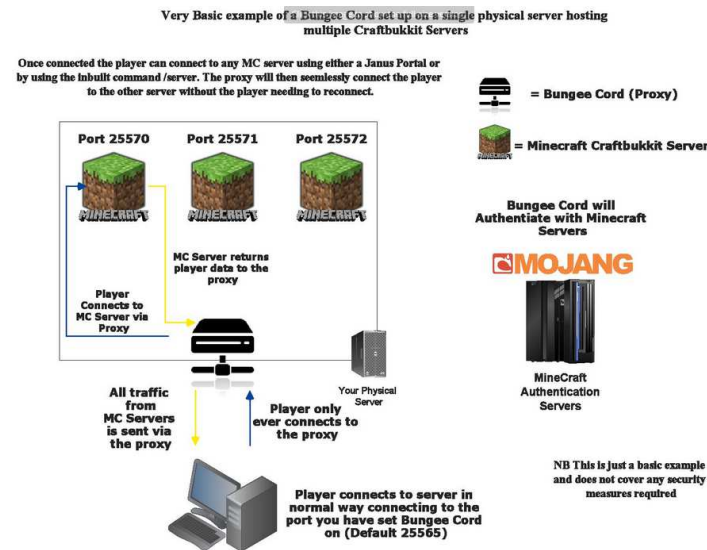 Very Basic example of a Bungee Cord set up on a single physical server hosting
multiple Craftbukkit Servers
Once connected the player can connect to any MC server using either a Janus Portal or
by using the inbuilt command /server. The proxy will then seemlessly connect the player
to the other server without the player needing to reconnect.
= Bungee Cord (Proxy)
MINECRAFT
= Minecraft Craftbukkit Server
Port 25570
Port 25571
Port 25572
MINECRAFT
MINECRAFT
MINECRAFT
Bungee Cord will
Authentiate with Minecraft
Servers
MOJANG
MC Server returns
player data to the
proxy
Player
Connects to
MC Server via
Proxy
Your Physical
Server
MineCraft
Authentication
Servers
All traffic
from
MC Servers
is sent via
the proxy
Player only
ever connects to
the proxy
Player connects to server in
normal way connecting to the
port you have set Bungee Cord
on (Default 25565)
NB This is just a basic example
and does not cover any security
measures required